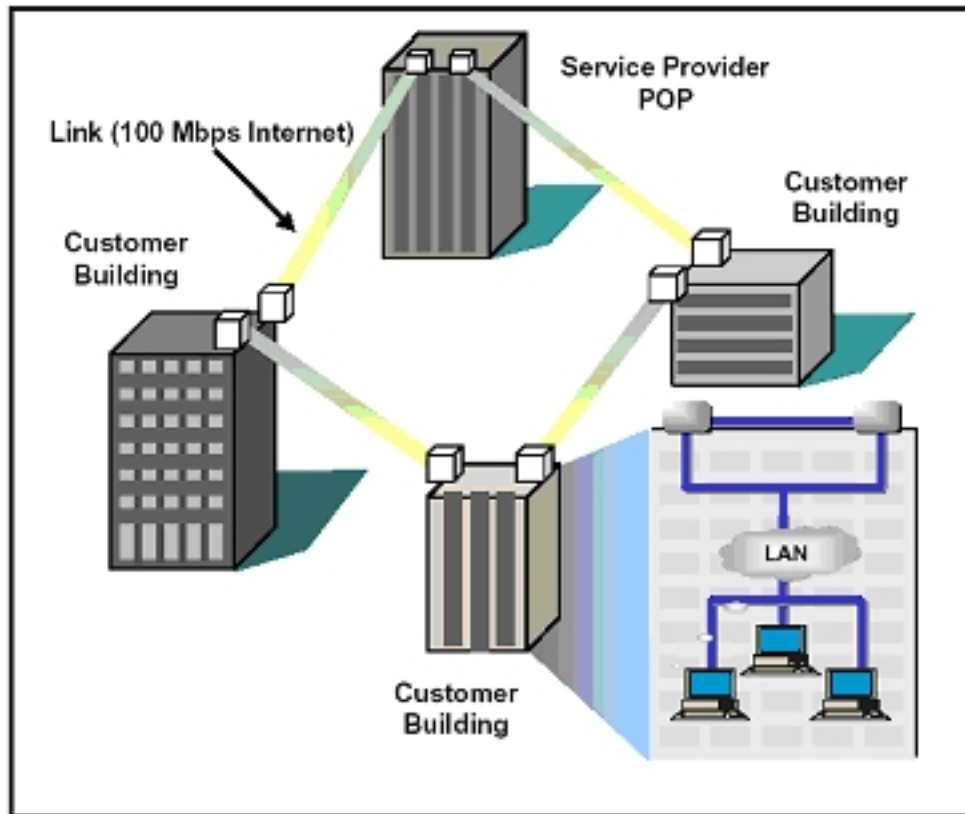 Service Provider
POP
Link (100 Mbps Internet)
Customer
Building
Customer
Building
LAN
Customer
Building